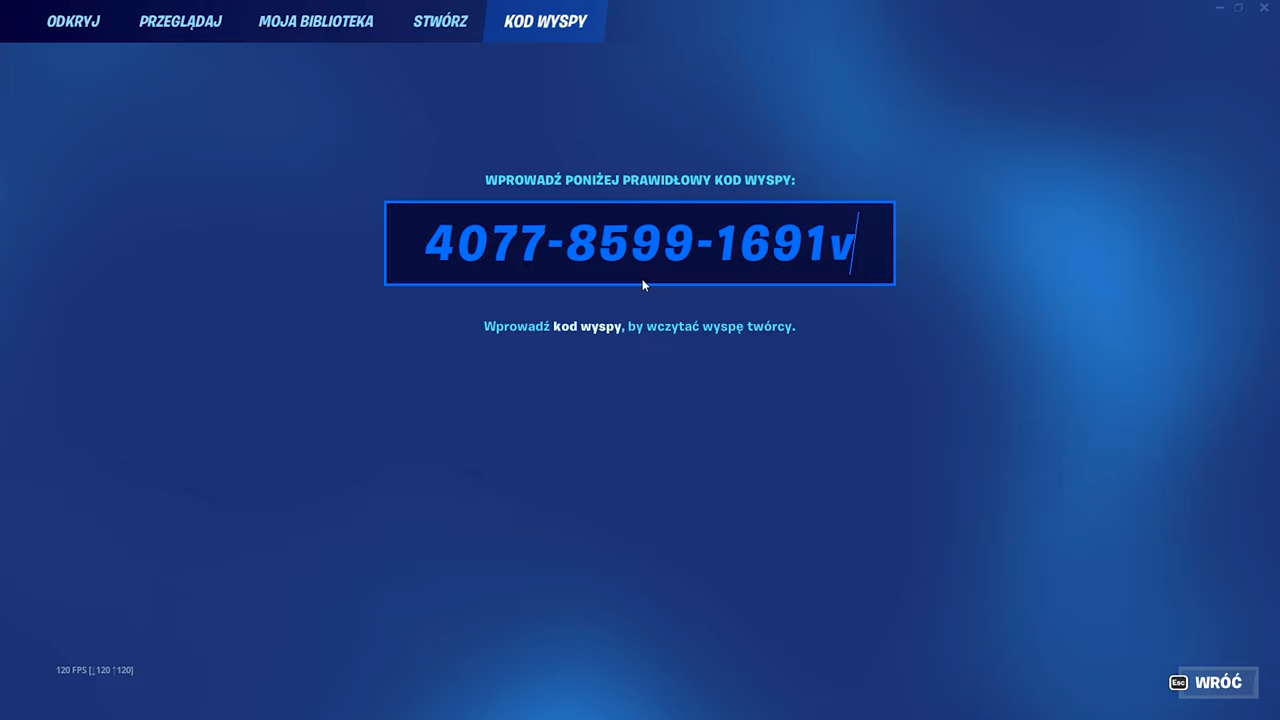 ODKRYJ PRZEGLĄDAJ MOJA BIBLIOTEKA STWÓRZ KOD WYSPY
WPROWADŹ PONIŻEJ PRAWIDŁOWY KOD WYSPY:
4077-8599-1691v
Wprowadź kod wyspy, by wczytać wyspę twórcy.
120 FPS [↓120 ↑120]
Esc WRÓĆ